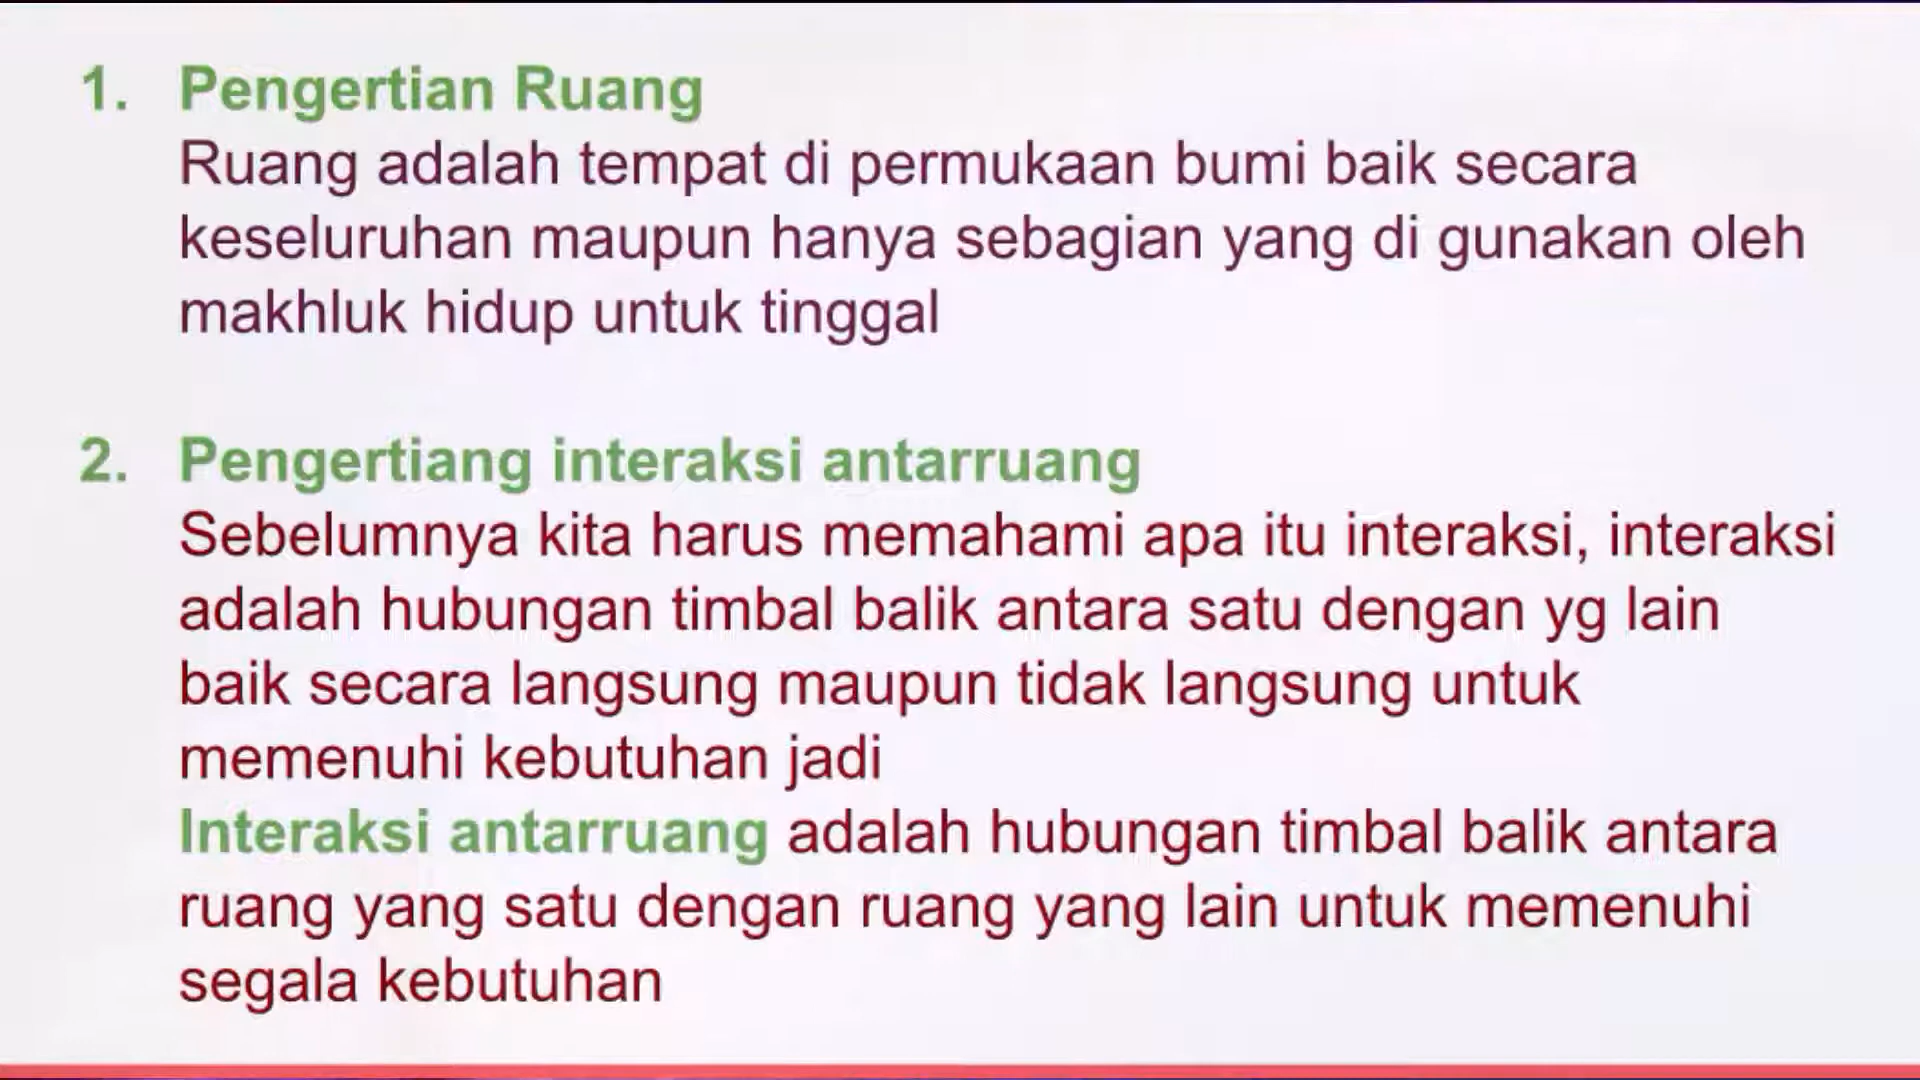 1. Pengertian Ruang
Ruang adalah tempat di permukaan bumi baik secara
keseluruhan maupun hanya sebagian yang di gunakan oleh
makhluk hidup untuk tinggal
2. Pengertiang interaksi antarruang
Sebelumnya kita harus memahami apa itu interaksi, interaksi
adalah hubungan timbal balik antara satu dengan yg lain
baik secara langsung maupun tidak langsung untuk
memenuhi kebutuhan jadi
Interaksi antarruang adalah hubungan timbal balik antara
ruang yang satu dengan ruang yang lain untuk memenuhi
segala kebutuhan